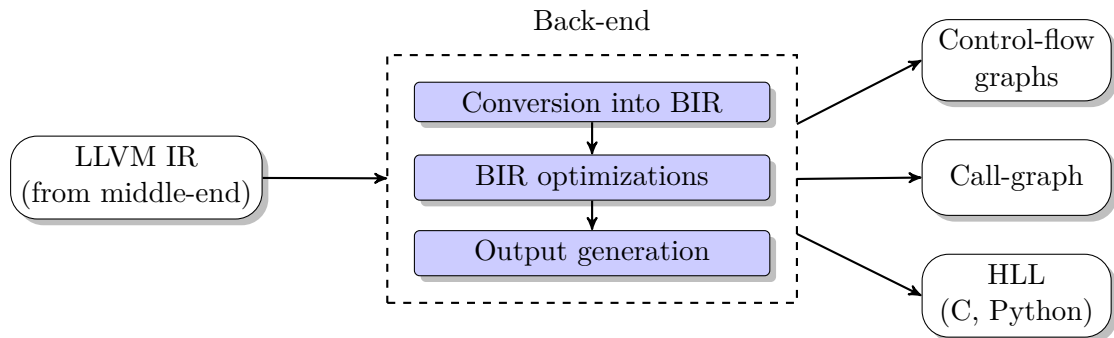 Back-end
LLVM IR
(from middle-end)
Conversion into BIR
BIR optimizations
Output generation
Control-flow
graphs
Call-graph
HLL
(C, Python)